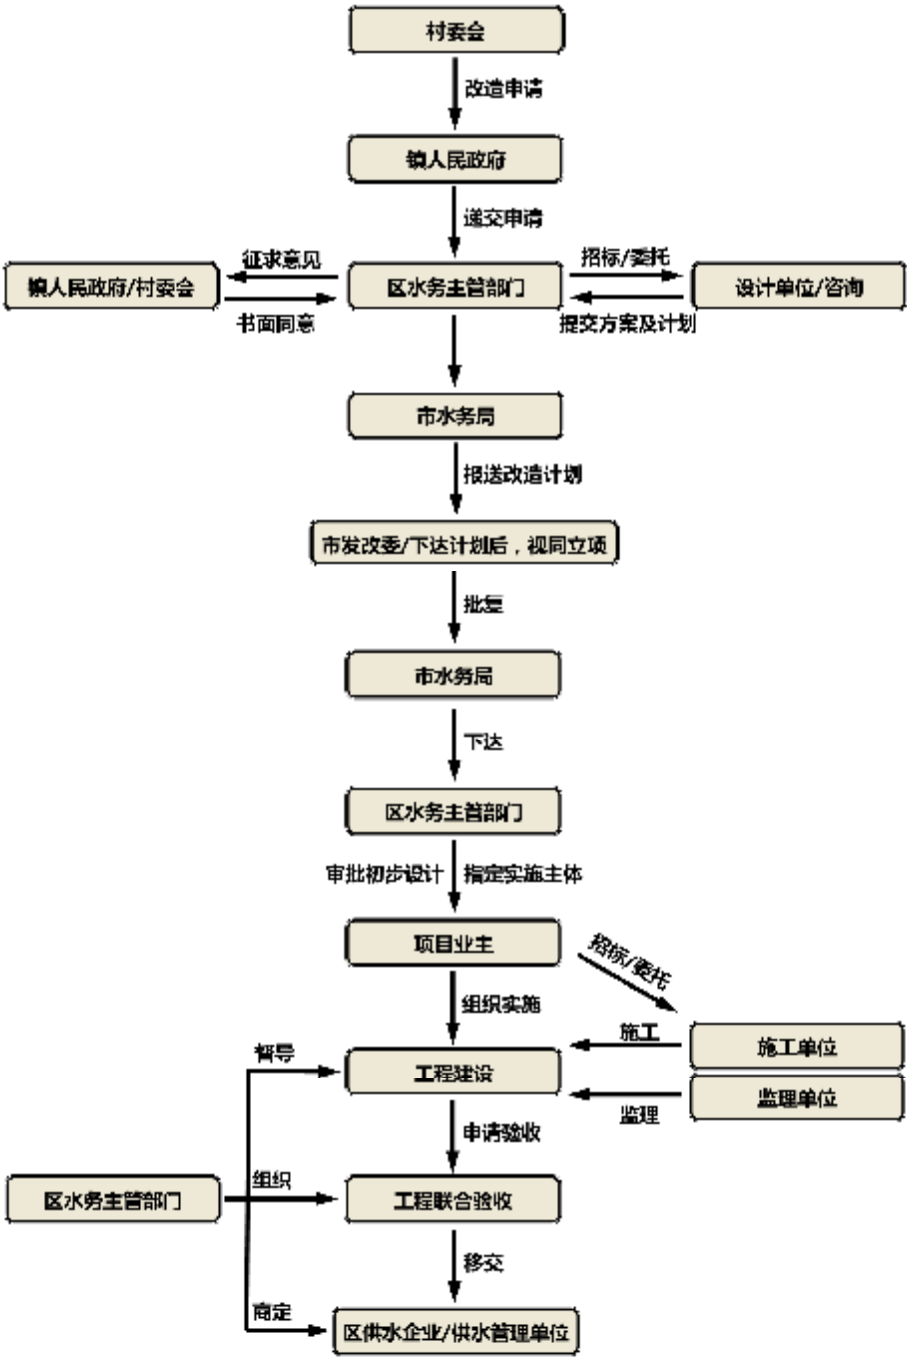 村委会
改造申请
镇人民政府
递交申请
征求意见
招标/委托
镇人民政府/村委会
区水务主管部门
设计单位/咨询
书面同意
提交方案及计划
市水务局
报送改造计划
市发改委/下达计划后，视同立项
批复
市水务局
下达
区水务主管部门
审批初步设计
指定实施主体
项目业主
招标/委托
组织实施
施工
施工单位
督导
工程建设
监理单位
监理
申请验收
组织
区水务主管部门
工程联合验收
移交
商定
区供水企业/供水管理单位